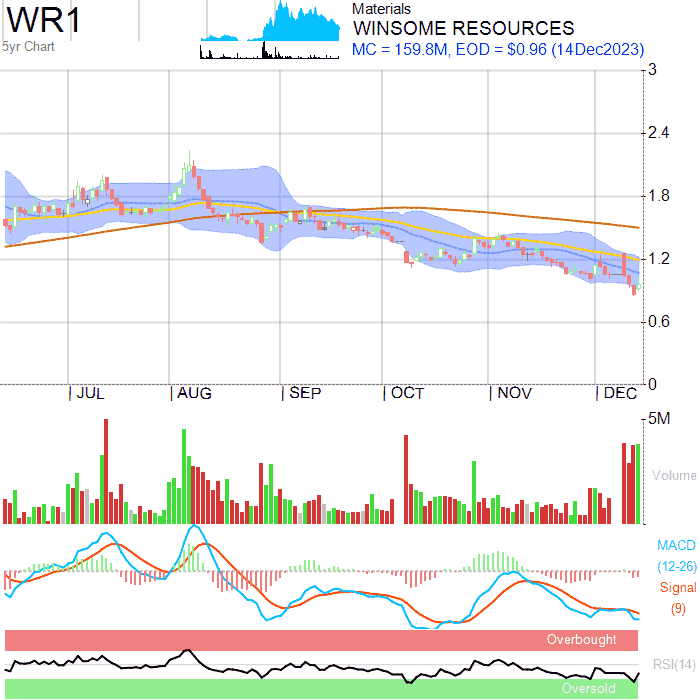 WR1
5yr Chart
Materials
WINSOME RESOURCES
MC = 159.8M, EOD = $0.96 (14Dec2023)
3
2.4
1.8
1.2
0.6
0
JUL AUG SEP OCT NOV DEC
5M
Volume
MACD
(12-26)
Signal
(9)
Overbought
RSI(14)
Oversold